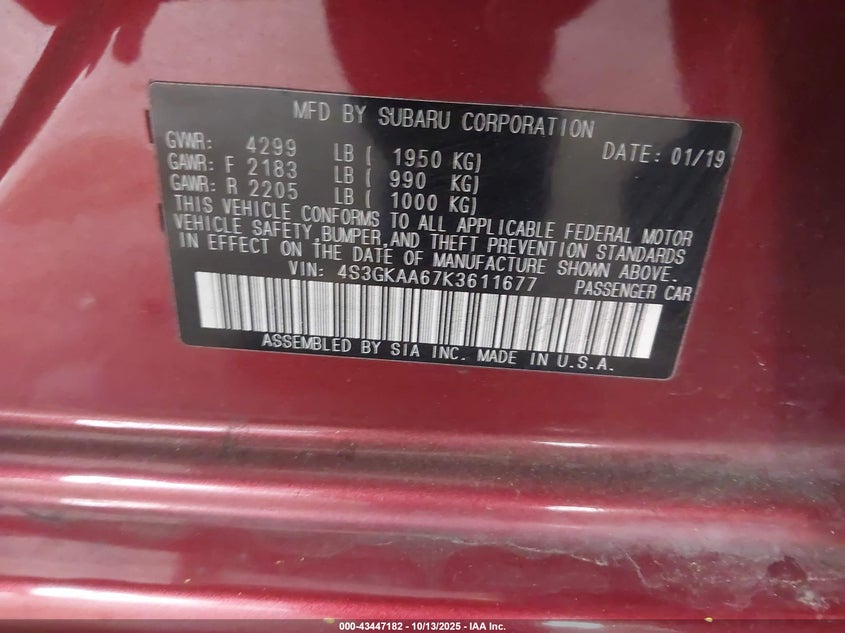 MFD BY SUBARU CORPORATION
GVWR: 4299 LB ( 1950 KG) DATE: 01/19
GAWR: F 2183 LB ( 990 KG)
GAWR: R 2205 LB ( 1000 KG)
THIS VEHICLE CONFORMS TO ALL APPLICABLE FEDERAL MOTOR
VEHICLE SAFETY,BUMPER,AND THEFT PREVENTION STANDARDS
IN EFFECT ON THE DATE OF MANUFACTURE SHOWN ABOVE.
VIN: 4S3GKAA67K3611677 PASSENGER CAR
ASSEMBLED BY SIA INC. MADE IN U.S.A.
000-43447182 - 10/13/2025 - IAA Inc.